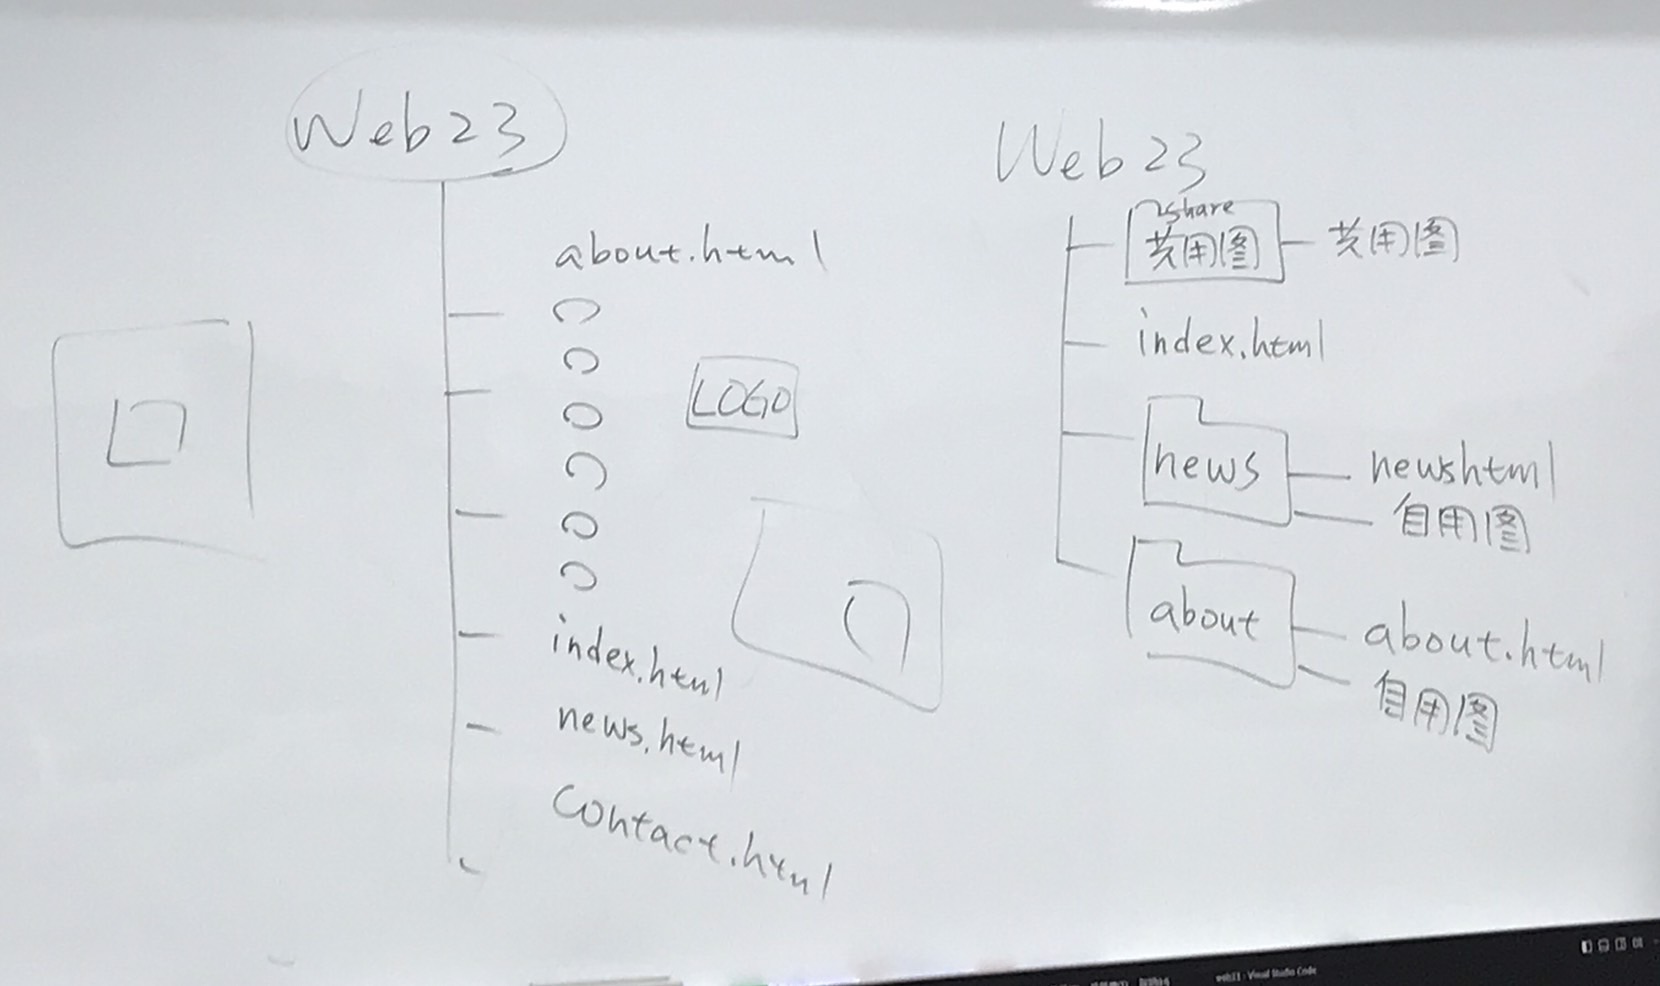 Web23
about.html
LOGO
index.html
news.html
Contact.html
Web23
share
共用图
共用图
index.html
news
newshtml
自用图
about
about.html
自用图
Visual Studio Code